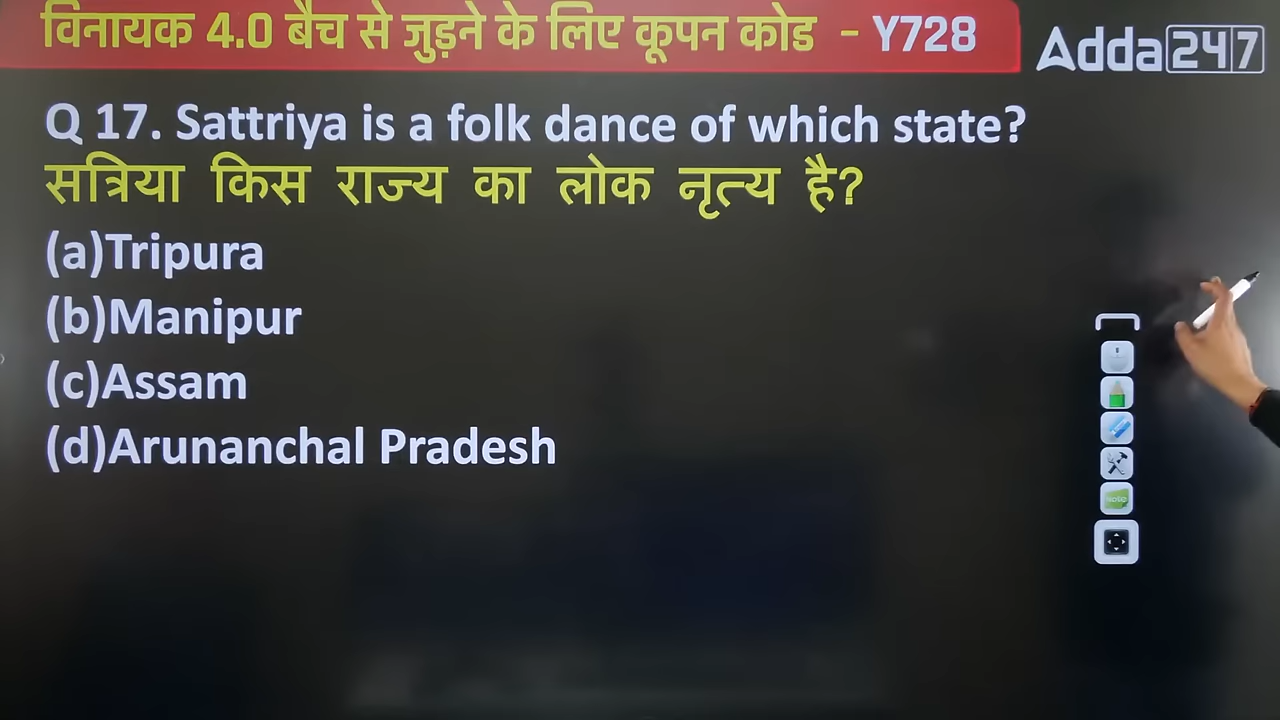 विनायक 4.0 बैच से जुड़ने के लिए कूपन कोड - Y728
Adda247
Q 17. Sattriya is a folk dance of which state?
सत्रिया किस राज्य का लोक नृत्य है?
(a)Tripura
(b)Manipur
(c)Assam
(d)Arunanchal Pradesh